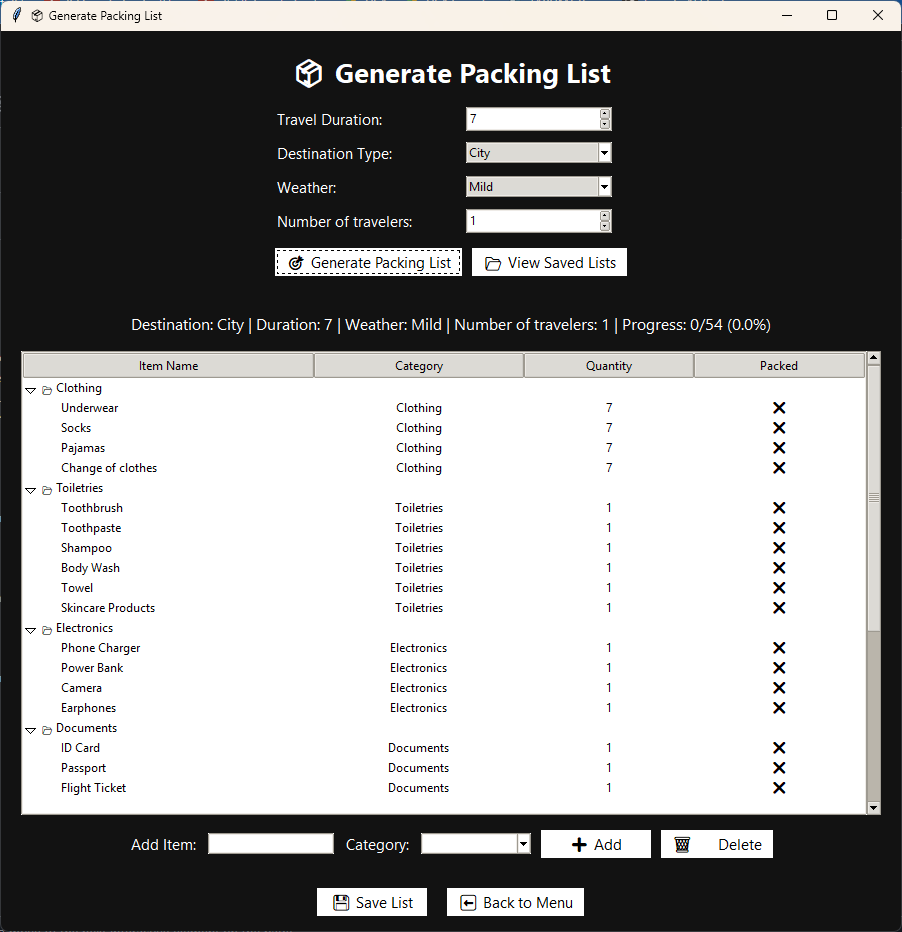 Generate Packing List
Generate Packing List
Travel Duration: 7
Destination Type: City
Weather: Mild
Number of travelers: 1
Generate Packing List View Saved Lists
Destination: City | Duration: 7 | Weather: Mild | Number of travelers: 1 | Progress: 0/54 (0.0%)
Item Name Category Quantity Packed
Clothing
Underwear Clothing 7
Socks Clothing 7
Pajamas Clothing 7
Change of clothes Clothing 7
Toiletries
Toothbrush Toiletries 1
Toothpaste Toiletries 1
Shampoo Toiletries 1
Body Wash Toiletries 1
Towel Toiletries 1
Skincare Products Toiletries 1
Electronics
Phone Charger Electronics 1
Power Bank Electronics 1
Camera Electronics 1
Earphones Electronics 1
Documents
ID Card Documents 1
Passport Documents 1
Flight Ticket Documents 1
Add Item: Category: Add Delete
Save List Back to Menu